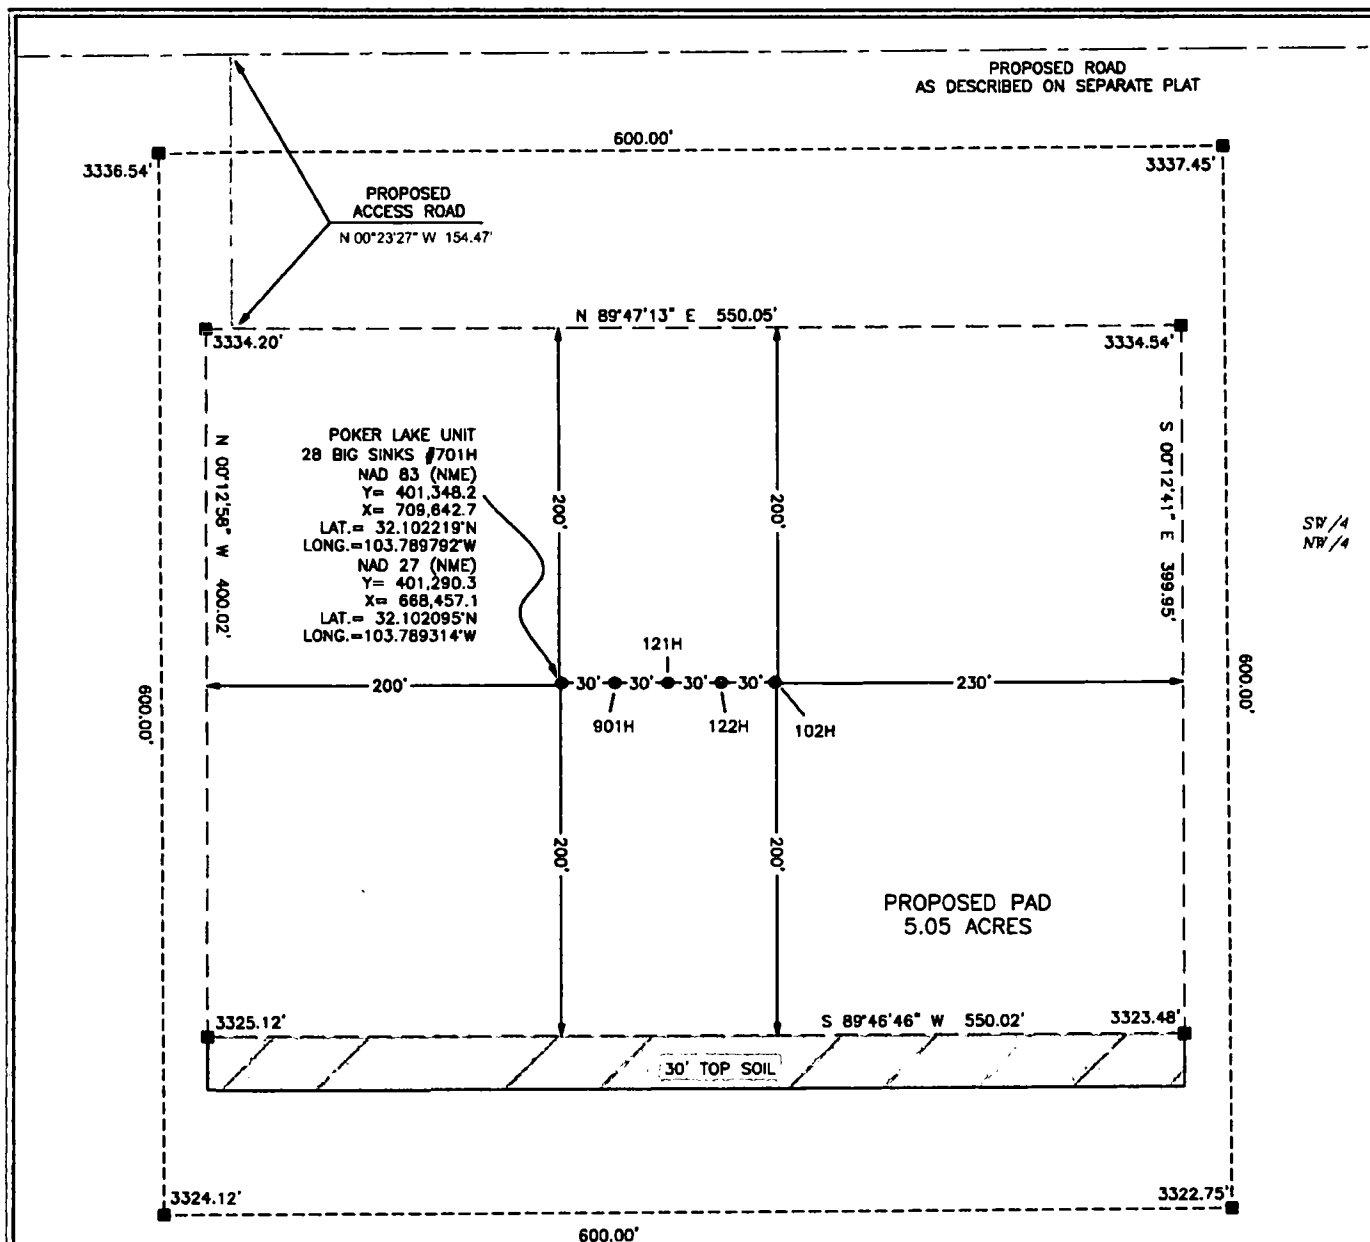 PROPOSED ROAD
AS DESCRIBED ON SEPARATE PLAT
600.00'
3336.54'
3337.45'
PROPOSED
ACCESS ROAD
N 00°23'27" W 154.47'
N 89°47'13" E 550.05'
3334.20'
3334.54'
N 00°12'58" W 400.02'
POKER LAKE UNIT
28 BIG SINKS #701H
NAD 83 (NME)
Y= 401,348.2
X= 709,642.7
LAT.= 32.102219°N
LONG.=103.789792°W
NAD 27 (NME)
Y= 401,290.3
X= 668,457.1
LAT.= 32.102095°N
LONG.=103.789314°W
200'
200'
S 00°12'41" E 399.95'
SW/4
NW/4
121H
200'
30'
30'
30'
30'
230'
901H
122H
102H
600.00'
600.00'
200'
200'
PROPOSED PAD
5.05 ACRES
3325.12'
S 89°46'46" W 550.02'
3323.48'
30' TOP SOIL
3324.12'
3322.75'
600.00'